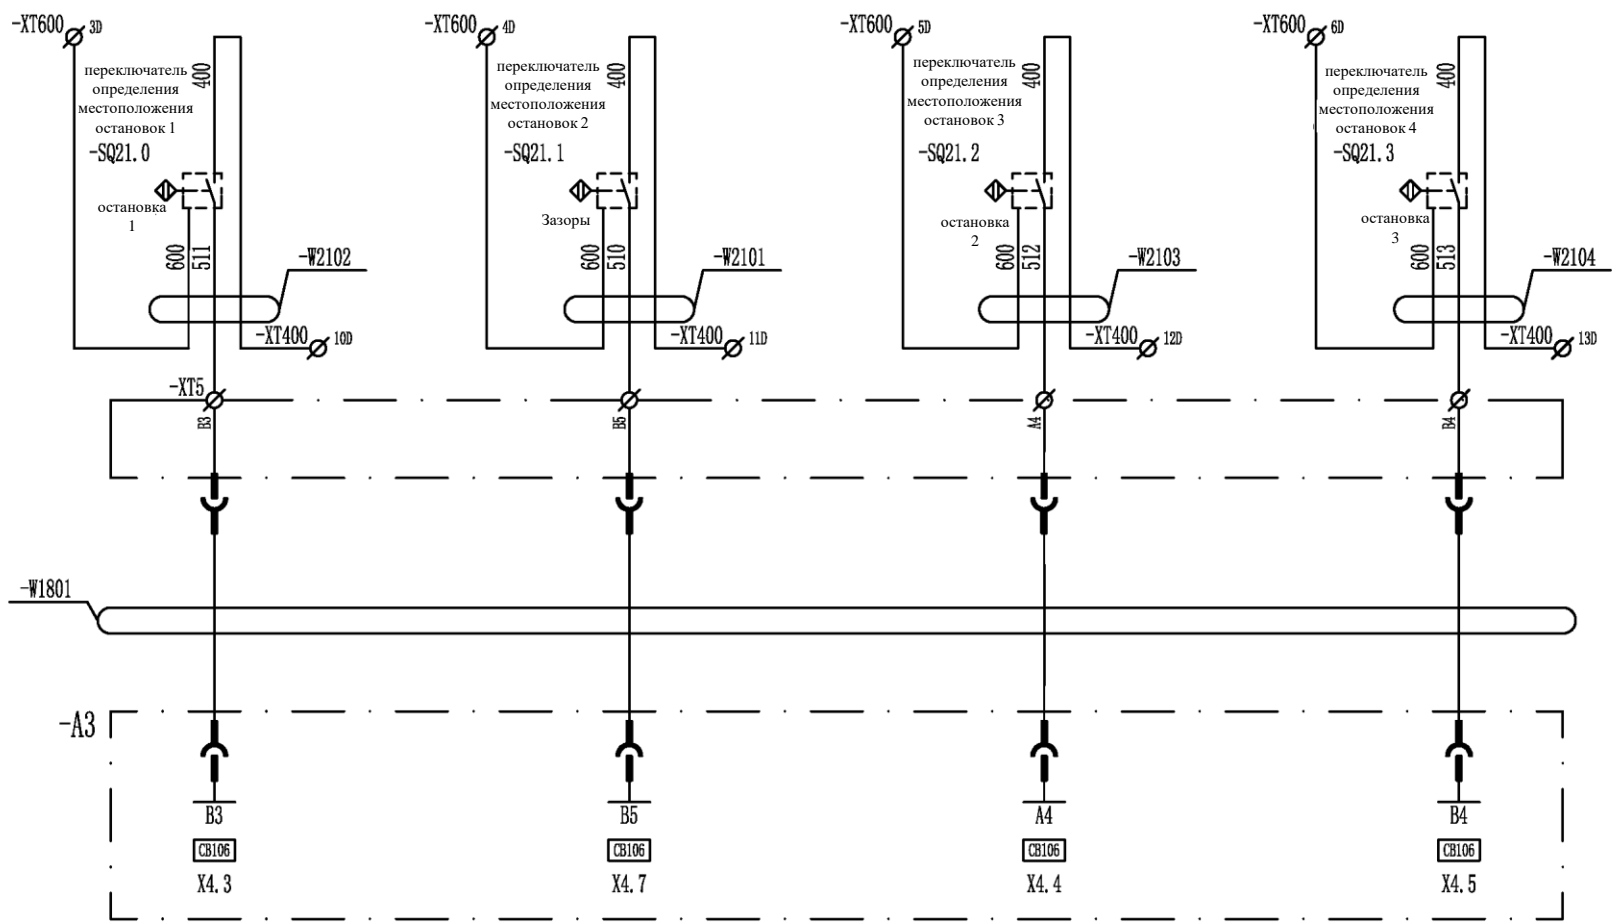 -XT600 3D
-XT600 4D
-XT600 5D
-XT600 6D
переключатель
определения
местоположения
остановок 1
400
-SQ21.0
остановка
1
600
511
-W2102
-XT400 10D
переключатель
определения
местоположения
остановок 2
400
-SQ21.1
Зазоры
600
510
-W2101
-XT400 11D
переключатель
определения
местоположения
остановок 3
400
-SQ21.2
остановка
2
600
512
-W2103
-XT400 12D
переключатель
определения
местоположения
остановок 4
400
-SQ21.3
остановка
3
600
513
-W2104
-XT400 13D
-XT5
B3
B5
A4
B4
-W1801
-A3
B3
CB106
X4.3
B5
CB106
X4.7
A4
CB106
X4.4
B4
CB106
X4.5